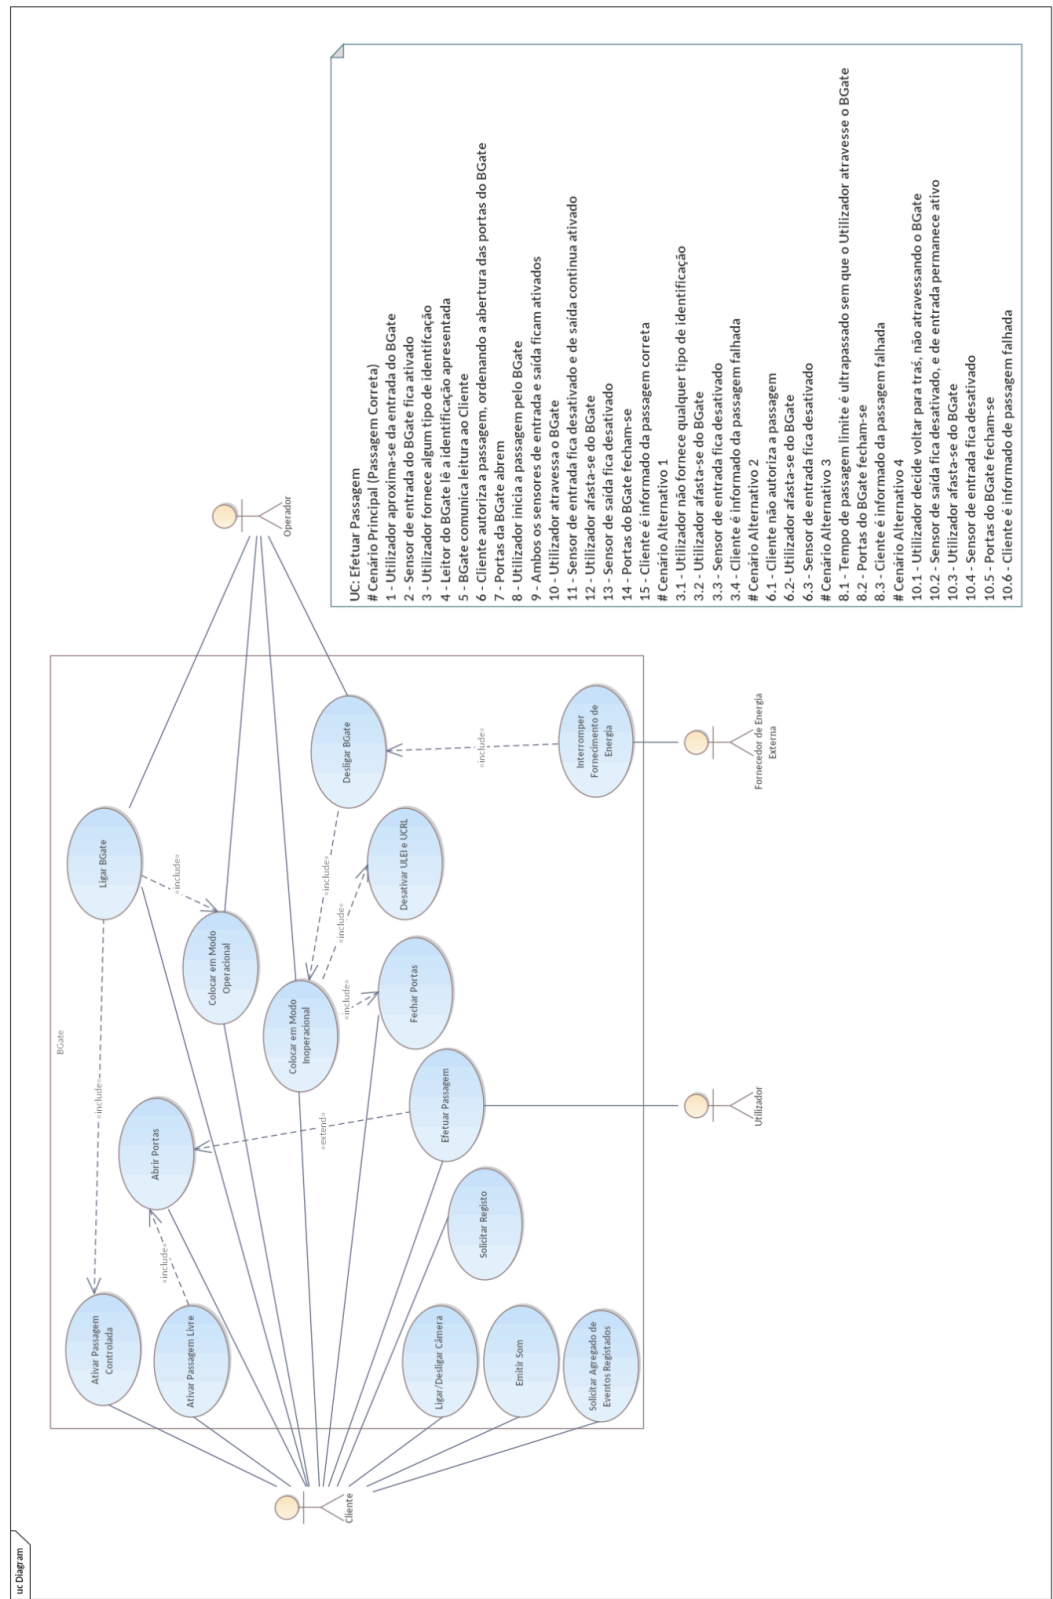 uc Diagram
BGate
Cliente
Operador
Utilizador
Fornecedor de Energia
Externa
Ativar Passagem
Controlada
Ativar Passagem Livre
Abrir Portas
Ligar BGate
Colocar em Modo
Operacional
Colocar em Modo
Inoperacional
Desligar BGate
Desativar ULEI e UCRL
Fechar Portas
Efetuar Passagem
Solicitar Registo
Ligar/Desligar Câmera
Emitir Som
Solicitar Agregado de
Eventos Registados
Interromper
Fornecimento de
Energia
«include»
«include»
«include»
«include»
«include»
«include»
«include»
«extend»
UC: Efetuar Passagem
# Cenário Principal (Passagem Correta)
1 - Utilizador aproxima-se da entrada do BGate
2 - Sensor de entrada do BGate fica ativado
3 - Utilizador fornece algum tipo de identifcação
4 - Leitor do BGate lê a identificação apresentada
5 - BGate comunica leitura ao Cliente
6 - Cliente autoriza a passagem, ordenando a abertura das portas do BGate
7 - Portas da BGate abrem
8 - Utilizador inicia a passagem pelo BGate
9 - Ambos os sensores de entrada e saída ficam ativados
10 - Utilizador atravessa o BGate
11 - Sensor de entrada fica desativado e de saída continua ativado
12 - Utilizador afasta-se do BGate
13 - Sensor de saída fica desativado
14 - Portas do BGate fecham-se
15 - Cliente é informado da passagem correta
# Cenário Alternativo 1
3.1 - Utilizador não fornece qualquer tipo de identificação
3.2 - Utilizador afasta-se do BGate
3.3 - Sensor de entrada fica desativado
3.4 - Cliente é informado da passagem falhada
# Cenário Alternativo 2
6.1 - Cliente não autoriza a passagem
6.2- Utilizador afasta-se do BGate
6.3 - Sensor de entrada fica desativado
# Cenário Alternativo 3
8.1 - Tempo de passagem limite é ultrapassado sem que o Utilizador atravesse o BGate
8.2 - Portas do BGate fecham-se
8.3 - Ciente é informado da passagem falhada
# Cenário Alternativo 4
10.1 - Utilizador decide voltar para traś, não atravessando o BGate
10.2 - Sensor de saída fica desativado, e de entrada permanece ativo
10.3 - Utilizador afasta-se do BGate
10.4 - Sensor de entrada fica desativado
10.5 - Portas do BGate fecham-se
10.6 - Cliente é informado de passagem falhada